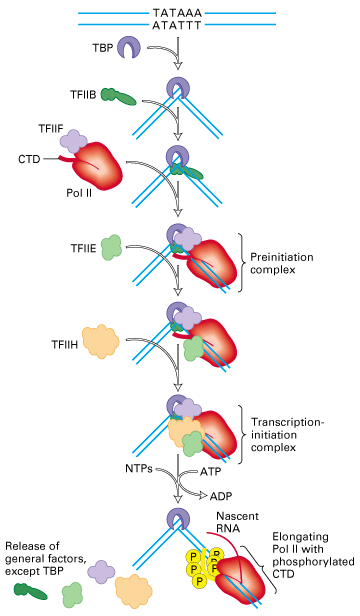 TATAAA
ATATTT
TBP
TFIIB
TFIIF
CTD
Pol II
TFIIE
Preinitiation
complex
TFIIH
Transcription-
initiation
complex
NTPs
ATP
ADP
Nascent
RNA
Release of
general factors,
except TBP
P
P
P
P
P
P
Elongating
Pol II with
phosphorylated
CTD